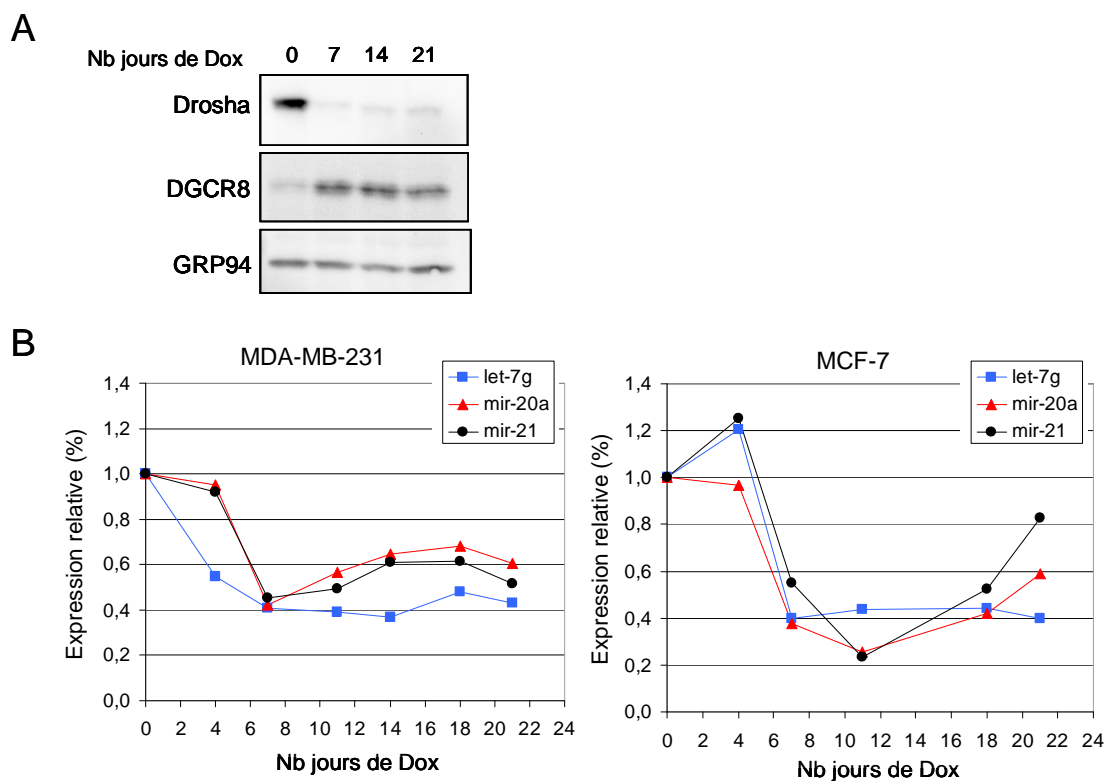 A
Nb jours de Dox 0 7 14 21
Drosha
DGCR8
GRP94
B
MDA-MB-231
let-7g
mir-20a
mir-21
Expression relative (%)
1,4
1,2
1,0
0,8
0,6
0,4
0,2
0,0
0 2 4 6 8 10 12 14 16 18 20 22 24
Nb jours de Dox
MCF-7
let-7g
mir-20a
mir-21
Expression relative (%)
1,4
1,2
1,0
0,8
0,6
0,4
0,2
0,0
0 2 4 6 8 10 12 14 16 18 20 22 24
Nb jours de Dox